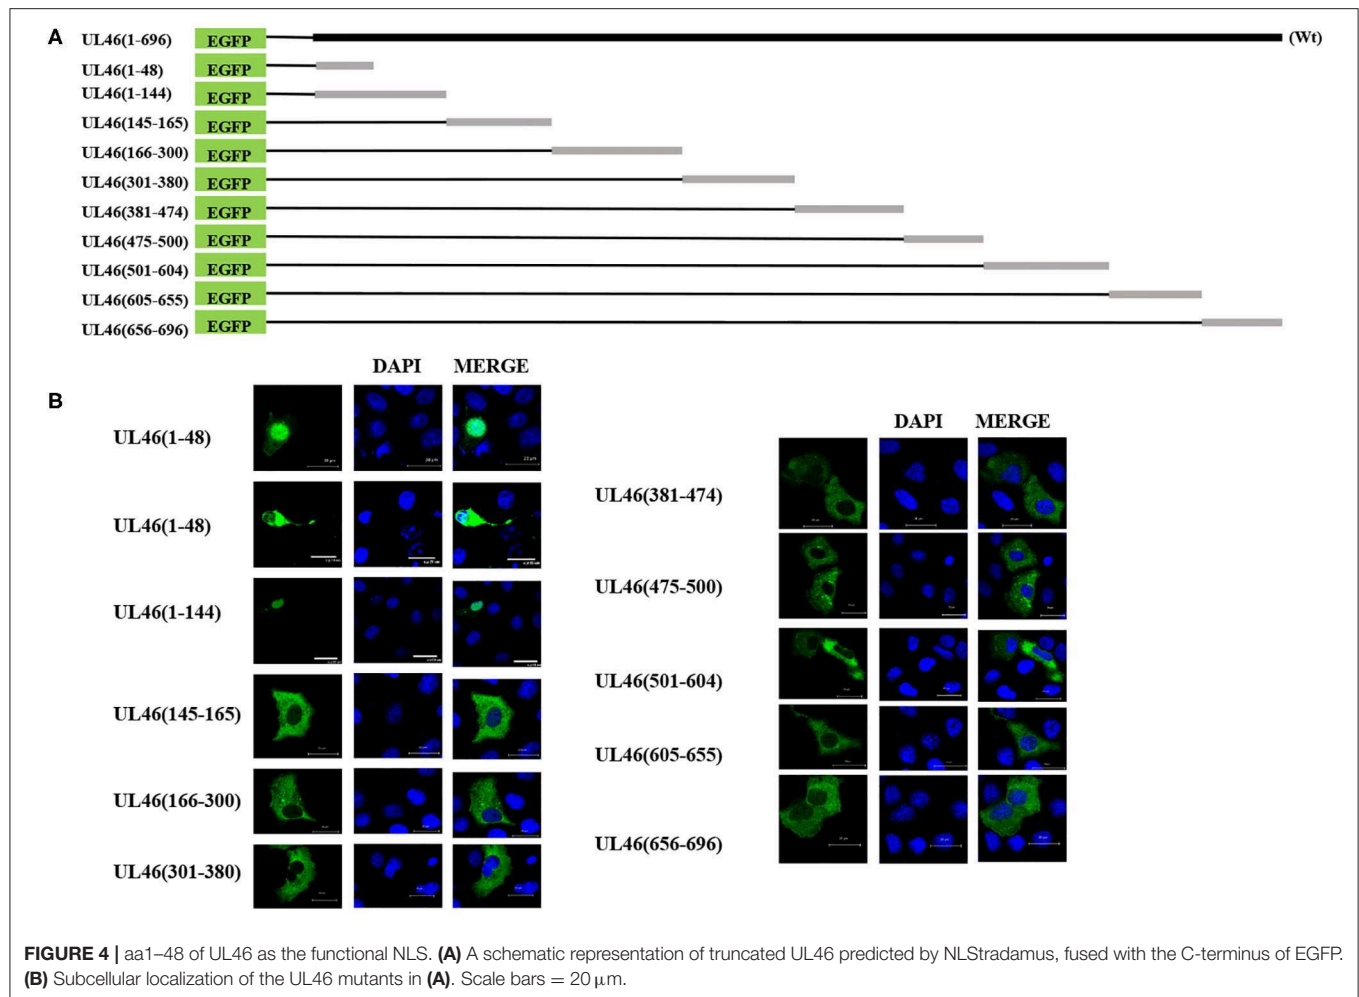 A
UL46(1-696) EGFP (Wt)
UL46(1-48) EGFP
UL46(1-144) EGFP
UL46(145-165) EGFP
UL46(166-300) EGFP
UL46(301-380) EGFP
UL46(381-474) EGFP
UL46(475-500) EGFP
UL46(501-604) EGFP
UL46(605-655) EGFP
UL46(656-696) EGFP
B
DAPI MERGE
UL46(1-48)
UL46(1-48)
UL46(1-144)
UL46(145-165)
UL46(166-300)
UL46(301-380)
DAPI MERGE
UL46(381-474)
UL46(475-500)
UL46(501-604)
UL46(605-655)
UL46(656-696)
FIGURE 4 | aa1–48 of UL46 as the functional NLS. (A) A schematic representation of truncated UL46 predicted by NLStradamus, fused with the C-terminus of EGFP.
(B) Subcellular localization of the UL46 mutants in (A). Scale bars = 20 μm.